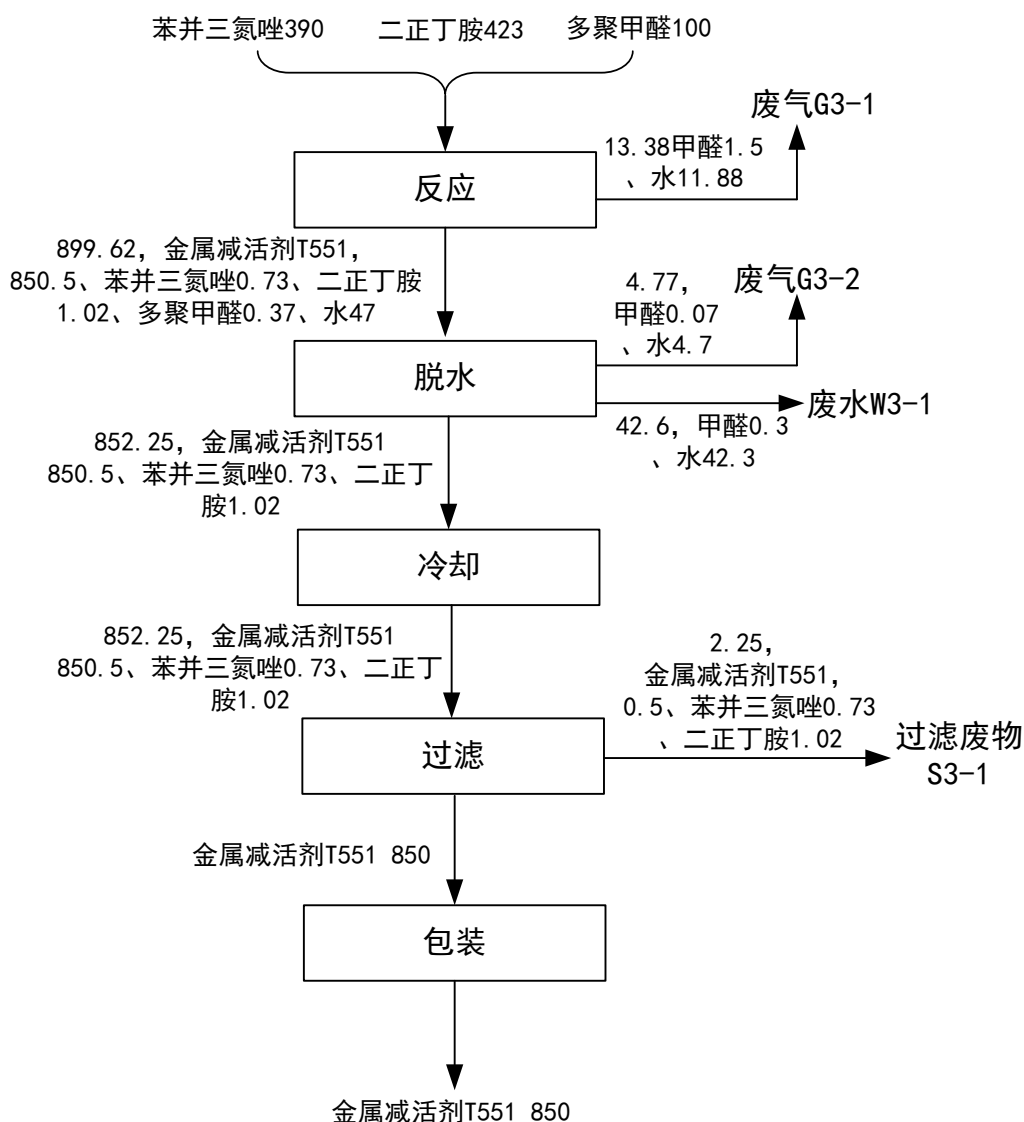 苯并三氮唑390 二正丁胺423 多聚甲醛100
废气G3-1
13.38甲醛1.5
、水11.88
反应
899.62，金属减活剂T551，
850.5、苯并三氮唑0.73、二正丁胺
1.02、多聚甲醛0.37、水47
4.77，
甲醛0.07
、水4.7
废气G3-2
脱水
废水W3-1
42.6，甲醛0.3
、水42.3
852.25，金属减活剂T551
850.5、苯并三氮唑0.73、二正丁
胺1.02
冷却
852.25，金属减活剂T551
850.5、苯并三氮唑0.73、二正丁
胺1.02
2.25，
金属减活剂T551，
0.5、苯并三氮唑0.73
、二正丁胺1.02
过滤
过滤废物
S3-1
金属减活剂T551 850
包装
金属减活剂T551 850